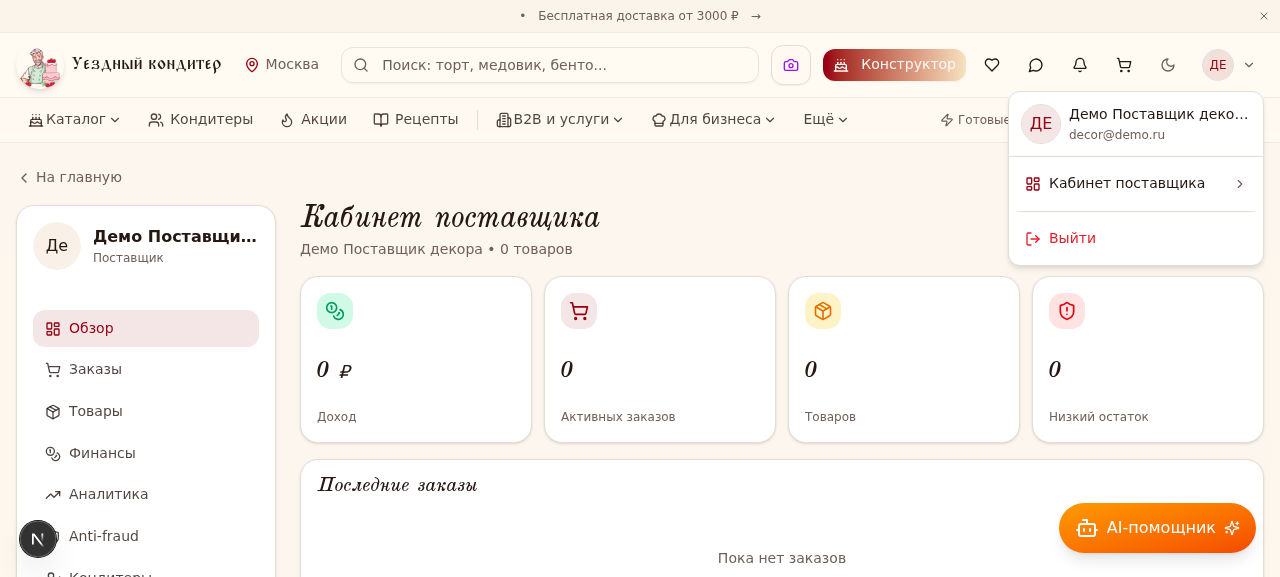 • Бесплатная доставка от 3000 ₽ →
Уездный кондитер
Москва
Поиск: торт, медовик, бенто...
Конструктор
ДЕ
Каталог
Кондитеры
Акции
Рецепты
B2B и услуги
Для бизнеса
Ещё
Готовые
ДЕ
Демо Поставщик деко...
decor@demo.ru
Кабинет поставщика
Выйти
На главную
Де
Демо Поставщи...
Поставщик
Обзор
Заказы
Товары
Финансы
Аналитика
Anti-fraud
Кондитеры
N
Кабинет поставщика
Демо Поставщик декора • 0 товаров
0 ₽
Доход
0
Активных заказов
0
Товаров
0
Низкий остаток
Последние заказы
Пока нет заказов
AI-помощник